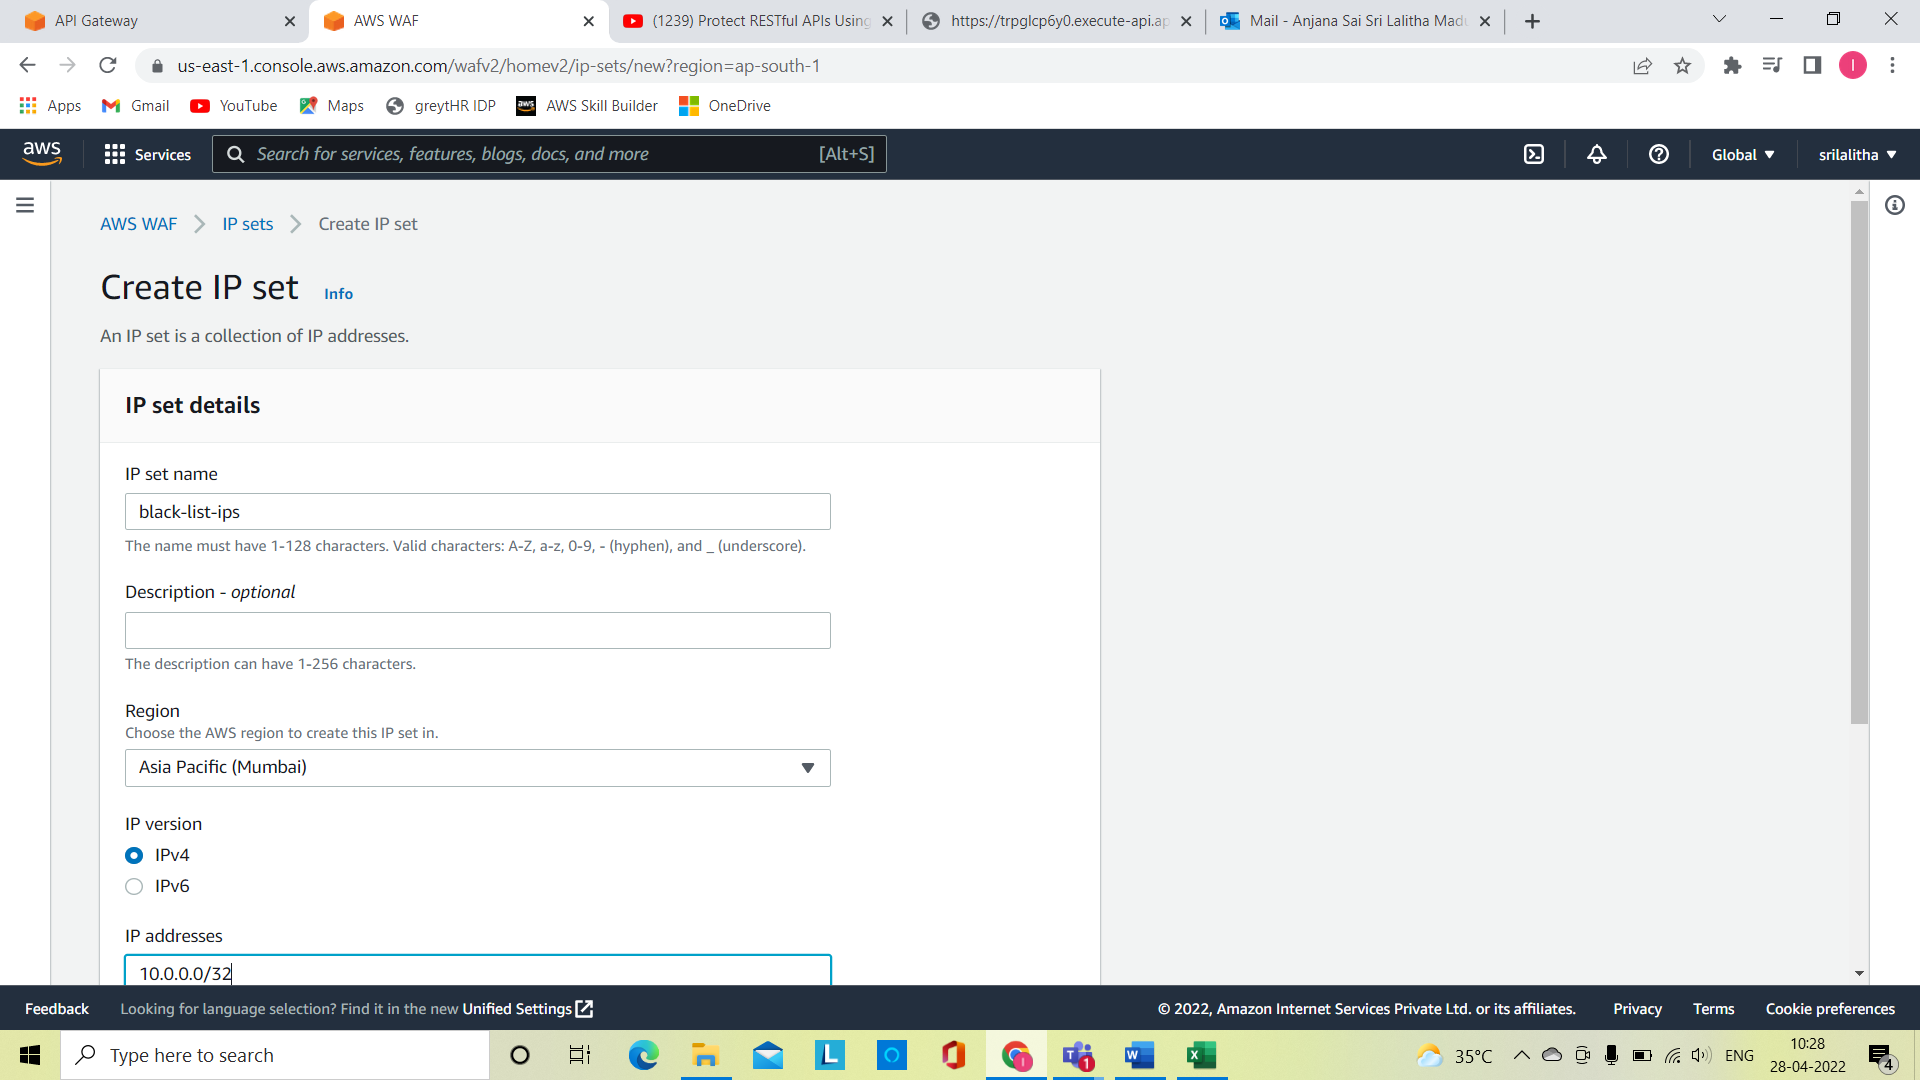 API Gateway
AWS WAF
(1239) Protect RESTful APIs Using
https://trpglcp6y0.execute-api.ap
Mail - Anjana Sai Sri Lalitha Madu
us-east-1.console.aws.amazon.com/wafv2/homev2/ip-sets/new?region=ap-south-1
I
Apps
Gmail
YouTube
Maps
greytHR IDP
AWS Skill Builder
OneDrive
aws
Services
Search for services, features, blogs, docs, and more
[Alt+S]
Global
srilalitha
AWS WAF
IP sets
Create IP set
Create IP set
Info
An IP set is a collection of IP addresses.
IP set details
IP set name
black-list-ips
The name must have 1-128 characters. Valid characters: A-Z, a-z, 0-9, - (hyphen), and _ (underscore).
Description - optional
The description can have 1-256 characters.
Region
Choose the AWS region to create this IP set in.
Asia Pacific (Mumbai)
IP version
IPv4
IPv6
IP addresses
10.0.0.0/32
Feedback
Looking for language selection? Find it in the new Unified Settings
© 2022, Amazon Internet Services Private Ltd. or its affiliates.
Privacy
Terms
Cookie preferences
Type here to search
35°C
ENG
10:28
28-04-2022
4